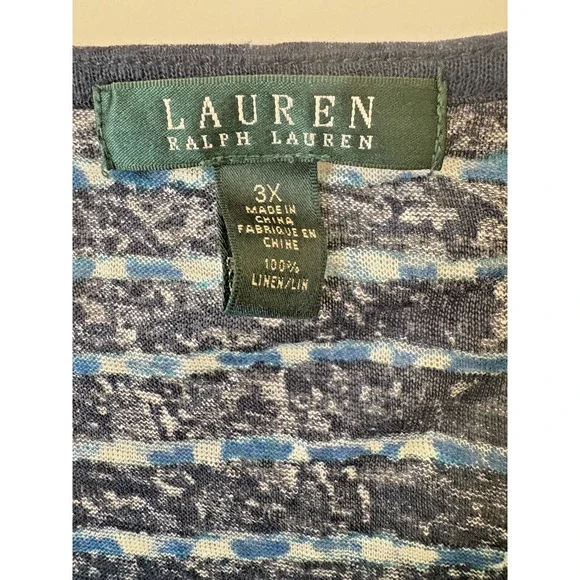 LAUREN
RALPH LAUREN
3X
MADE IN
CHINA
FABRIQUE EN
CHINE
100%
LINEN/LIN